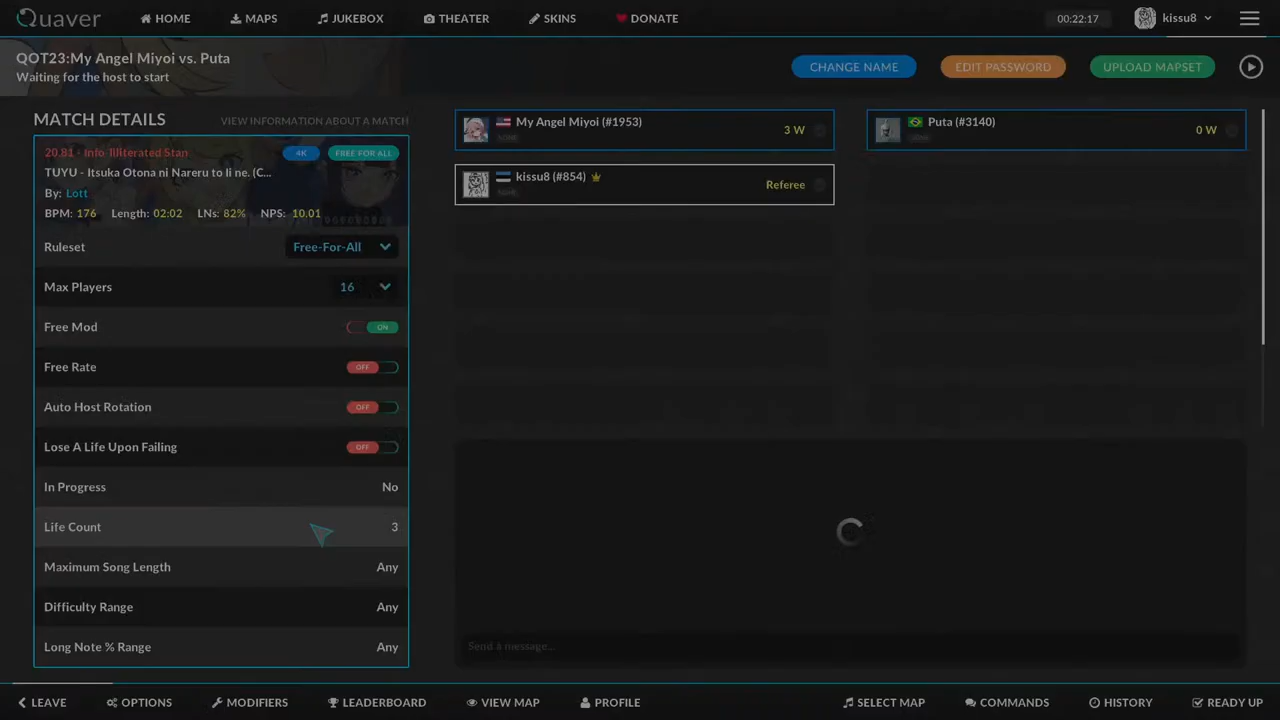 Quaver HOME MAPS JUKEBOX THEATER SKINS DONATE 00:22:17 kissu8
QOT23:My Angel Miyoi vs. Puta
Waiting for the host to start
CHANGE NAME EDIT PASSWORD UPLOAD MAPSET
MATCH DETAILS VIEW INFORMATION ABOUT A MATCH
20.81 - Info Illiterated Stan 4K FREE FOR ALL
TUYU - Itsuka Otona ni Nareru to Ii ne. (C...
By: Lott
BPM: 176 Length: 02:02 LNs: 82% NPS: 10.01
Ruleset Free-For-All
Max Players 16
Free Mod ON
Free Rate OFF
Auto Host Rotation OFF
Lose A Life Upon Failing OFF
In Progress No
Life Count 3
Maximum Song Length Any
Difficulty Range Any
Long Note % Range Any
My Angel Miyoi (#1953) 3 W
Puta (#3140) 0 W
kissu8 (#854) Referee
Send a message...
LEAVE OPTIONS MODIFIERS LEADERBOARD VIEW MAP PROFILE SELECT MAP COMMANDS HISTORY READY UP